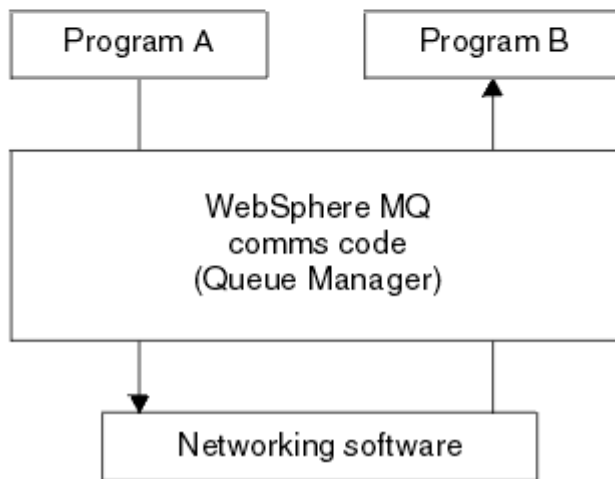 Program A
Program B
WebSphere MQ
comms code
(Queue Manager)
Networking software